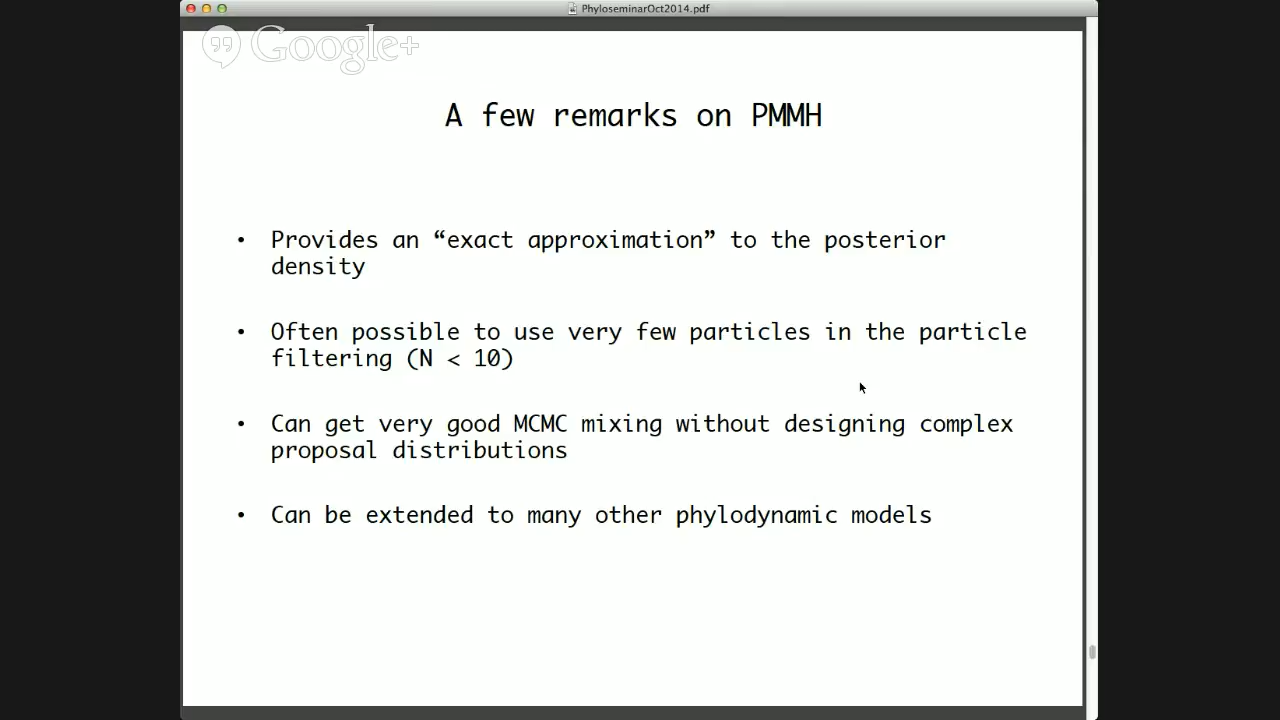 PhyloseminarOct2014.pdf
Google+
A few remarks on PMMH
• Provides an “exact approximation” to the posterior
density
• Often possible to use very few particles in the particle
filtering (N < 10)
• Can get very good MCMC mixing without designing complex
proposal distributions
• Can be extended to many other phylodynamic models